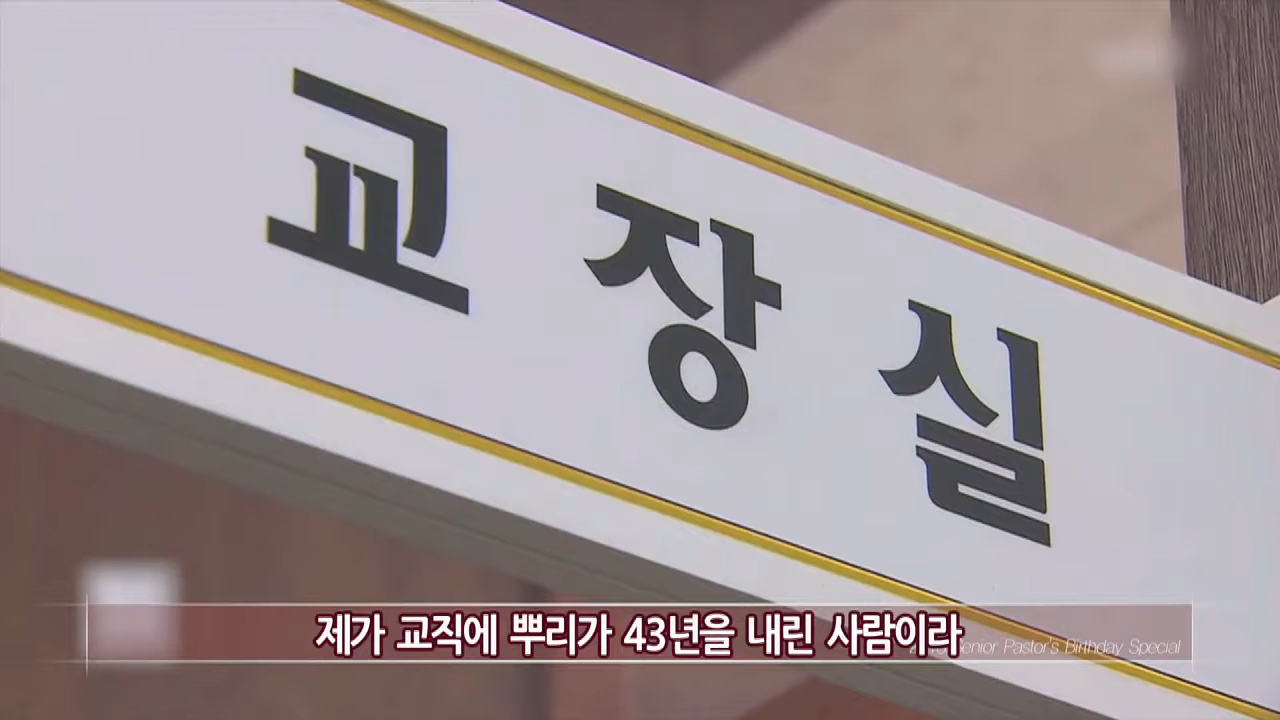 교장실
제가 교직에 뿌리가 43년을 내린 사람이라
Senior Pastor's Birthday Special